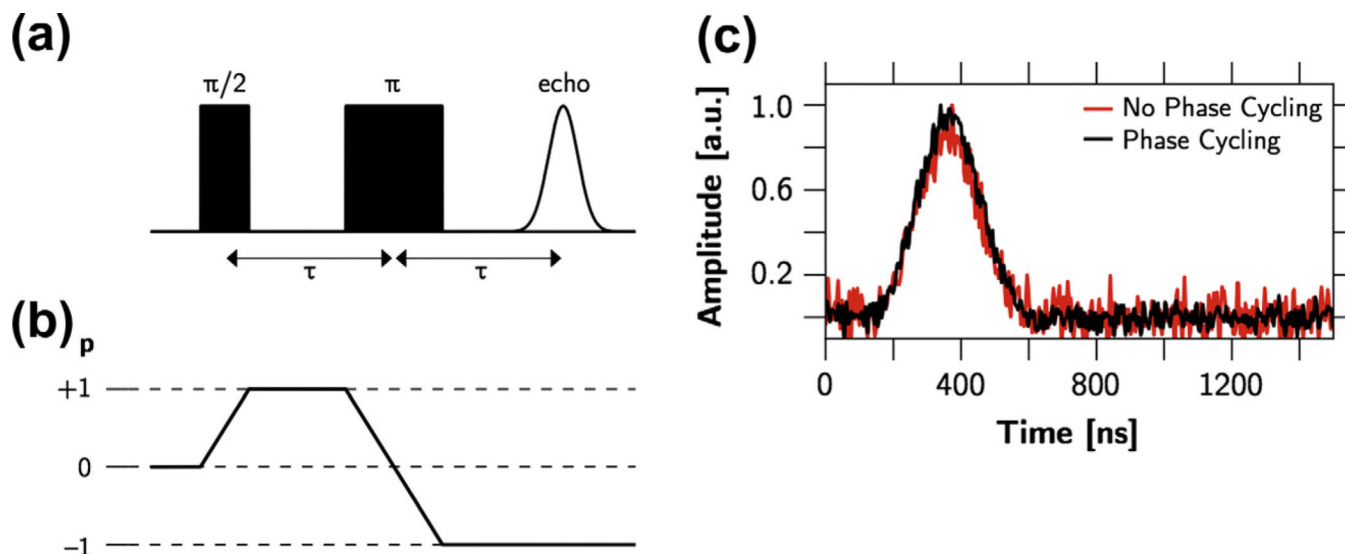 (a)
π/2
π
echo
τ
τ
(b)
p
+1
0
−1
(c)
No Phase Cycling
Phase Cycling
Amplitude [a.u.]
1.0
0.6
0.2
0
400
800
1200
Time [ns]